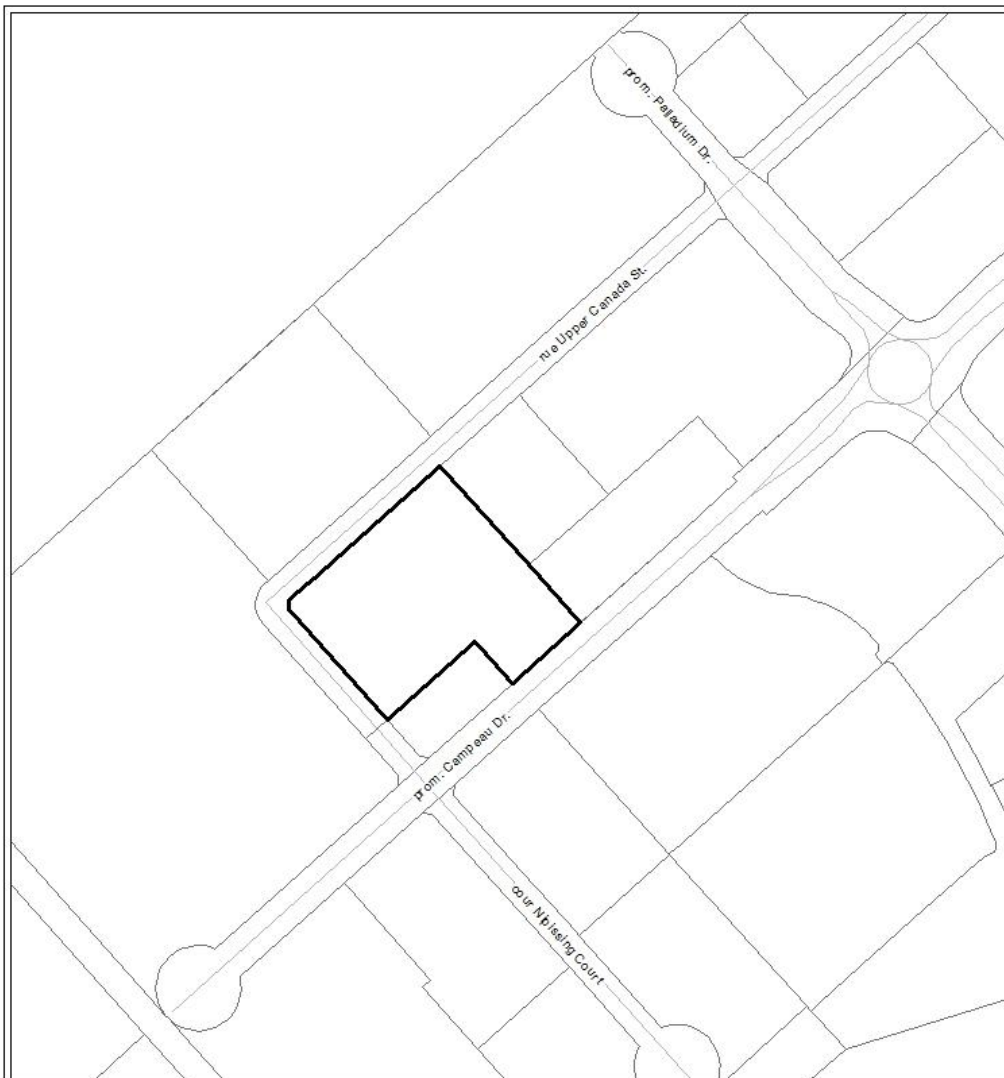 prom. Palladium Dr.
rue Upper Canada St.
prom. Campeau Dr.
cour Nipissing Court